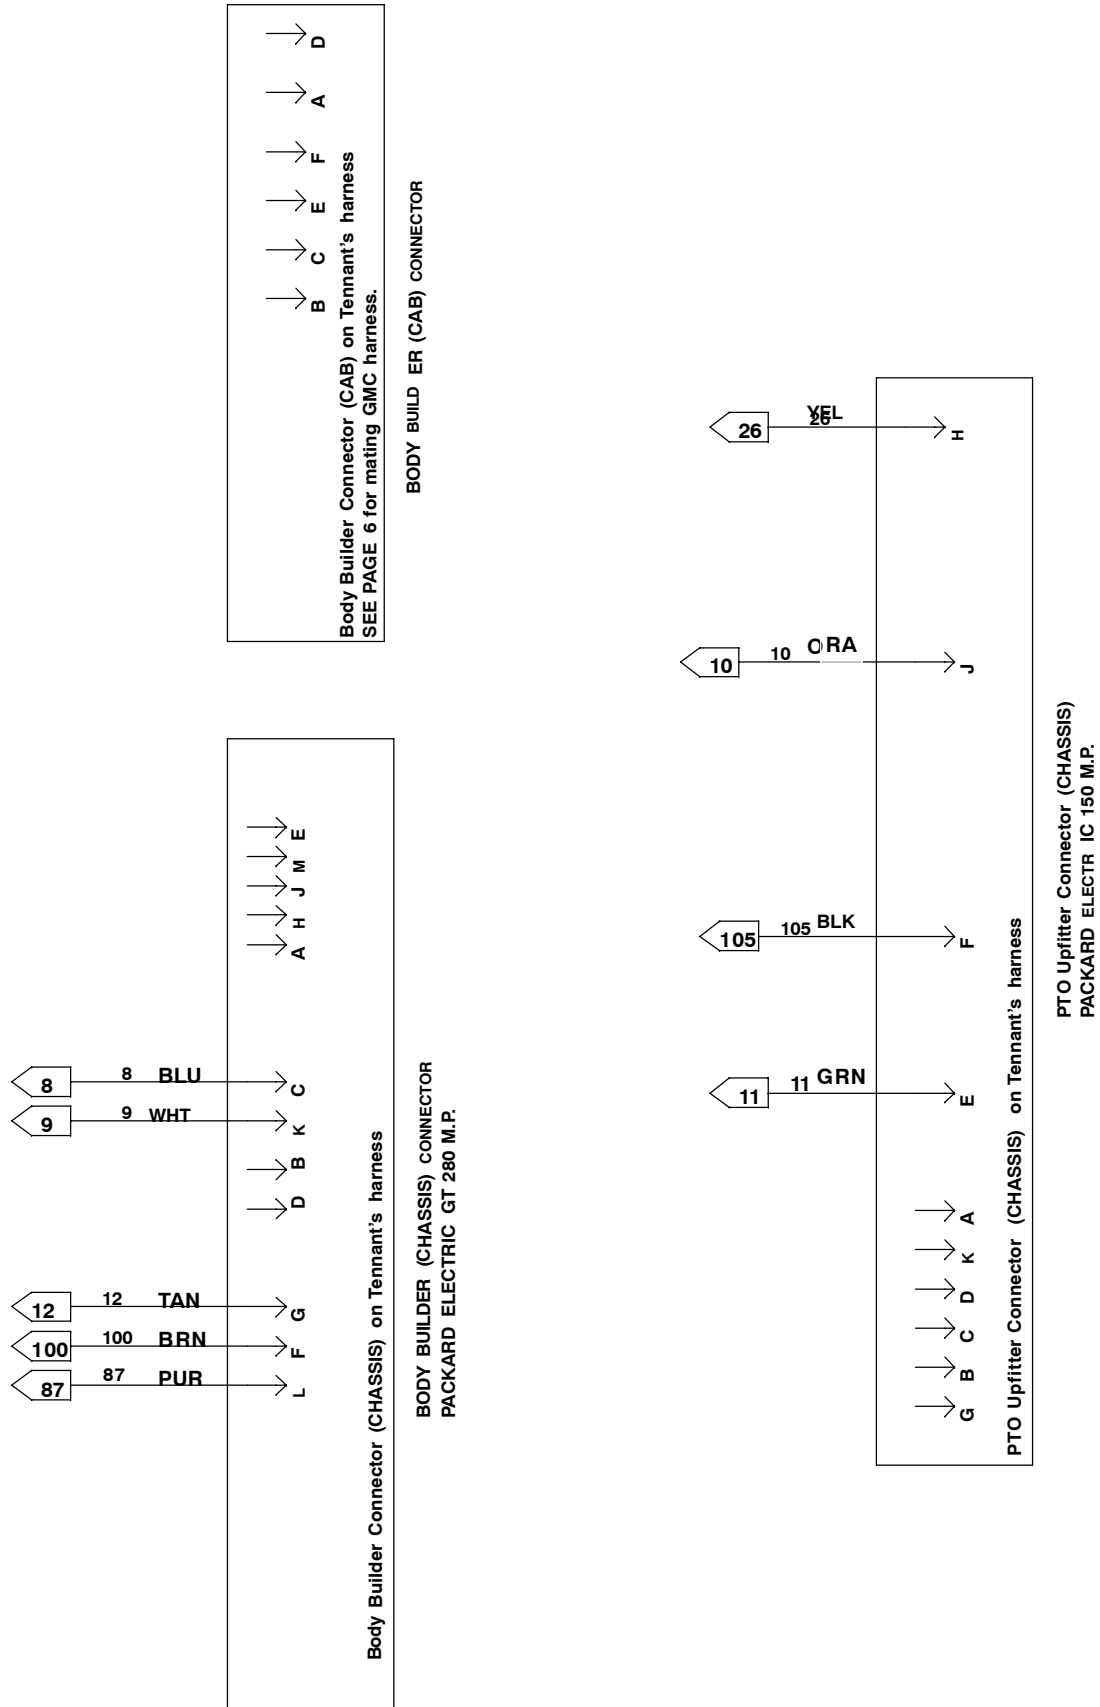 D
A
F
E
C
B
Body Builder Connector (CAB) on Tennant's harness
SEE PAGE 6 for mating GMC harness.
BODY BUILD ER (CAB) CONNECTOR
E
M
J
H
A
8 8 BLU C
9 9 WHT K
B
D
12 12 TAN G
100 100 BRN F
87 87 PUR L
Body Builder Connector (CHASSIS) on Tennant's harness
BODY BUILDER (CHASSIS) CONNECTOR
PACKARD ELECTRIC GT 280 M.P.
26 26 YEL H
10 10 ORA J
105 105 BLK F
11 11 GRN E
A
K
D
C
B
G
PTO Upfitter Connector (CHASSIS) on Tennant's harness
PTO Upfitter Connector (CHASSIS)
PACKARD ELECTR IC 150 M.P.